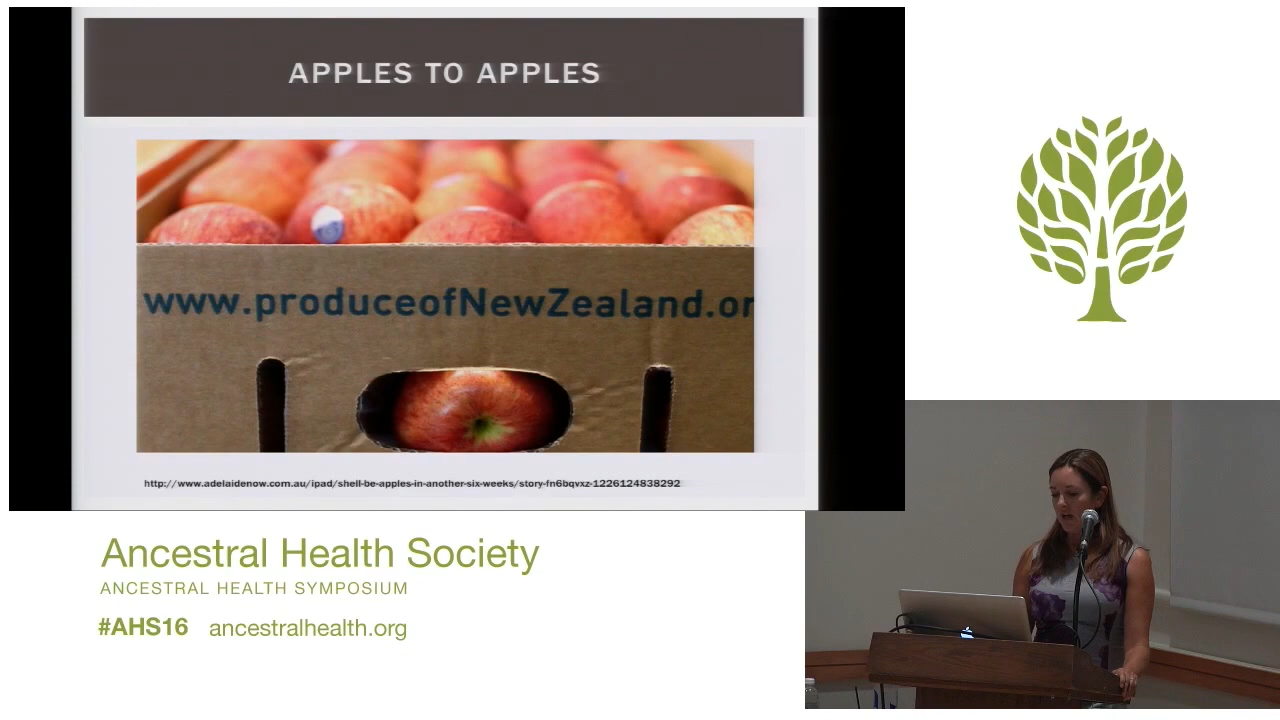 APPLES TO APPLES
www.produceofNewZealand.or
http://www.adelaidenow.com.au/ipad/shell-be-apples-in-another-six-weeks/story-fn6bqvxz-1226124838292
Ancestral Health Society
ANCESTRAL HEALTH SYMPOSIUM
#AHS16 ancestralhealth.org